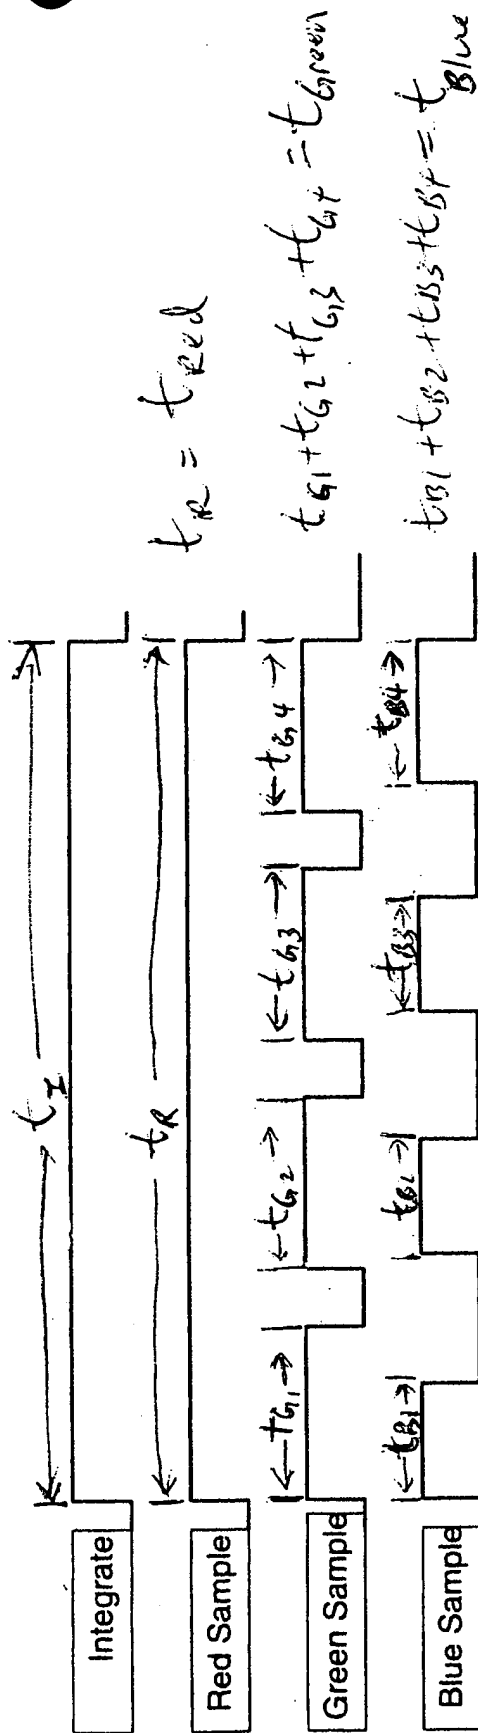 Integrate
t_I
Red Sample
t_R
t_R = t_Red
Green Sample
t_G1
t_G2
t_G3
t_G4
t_G1 + t_G2 + t_G3 + t_G4 = t_Green
Blue Sample
t_B1
t_B2
t_B3
t_B4
t_B1 + t_B2 + t_B3 + t_B4 = t_Blue